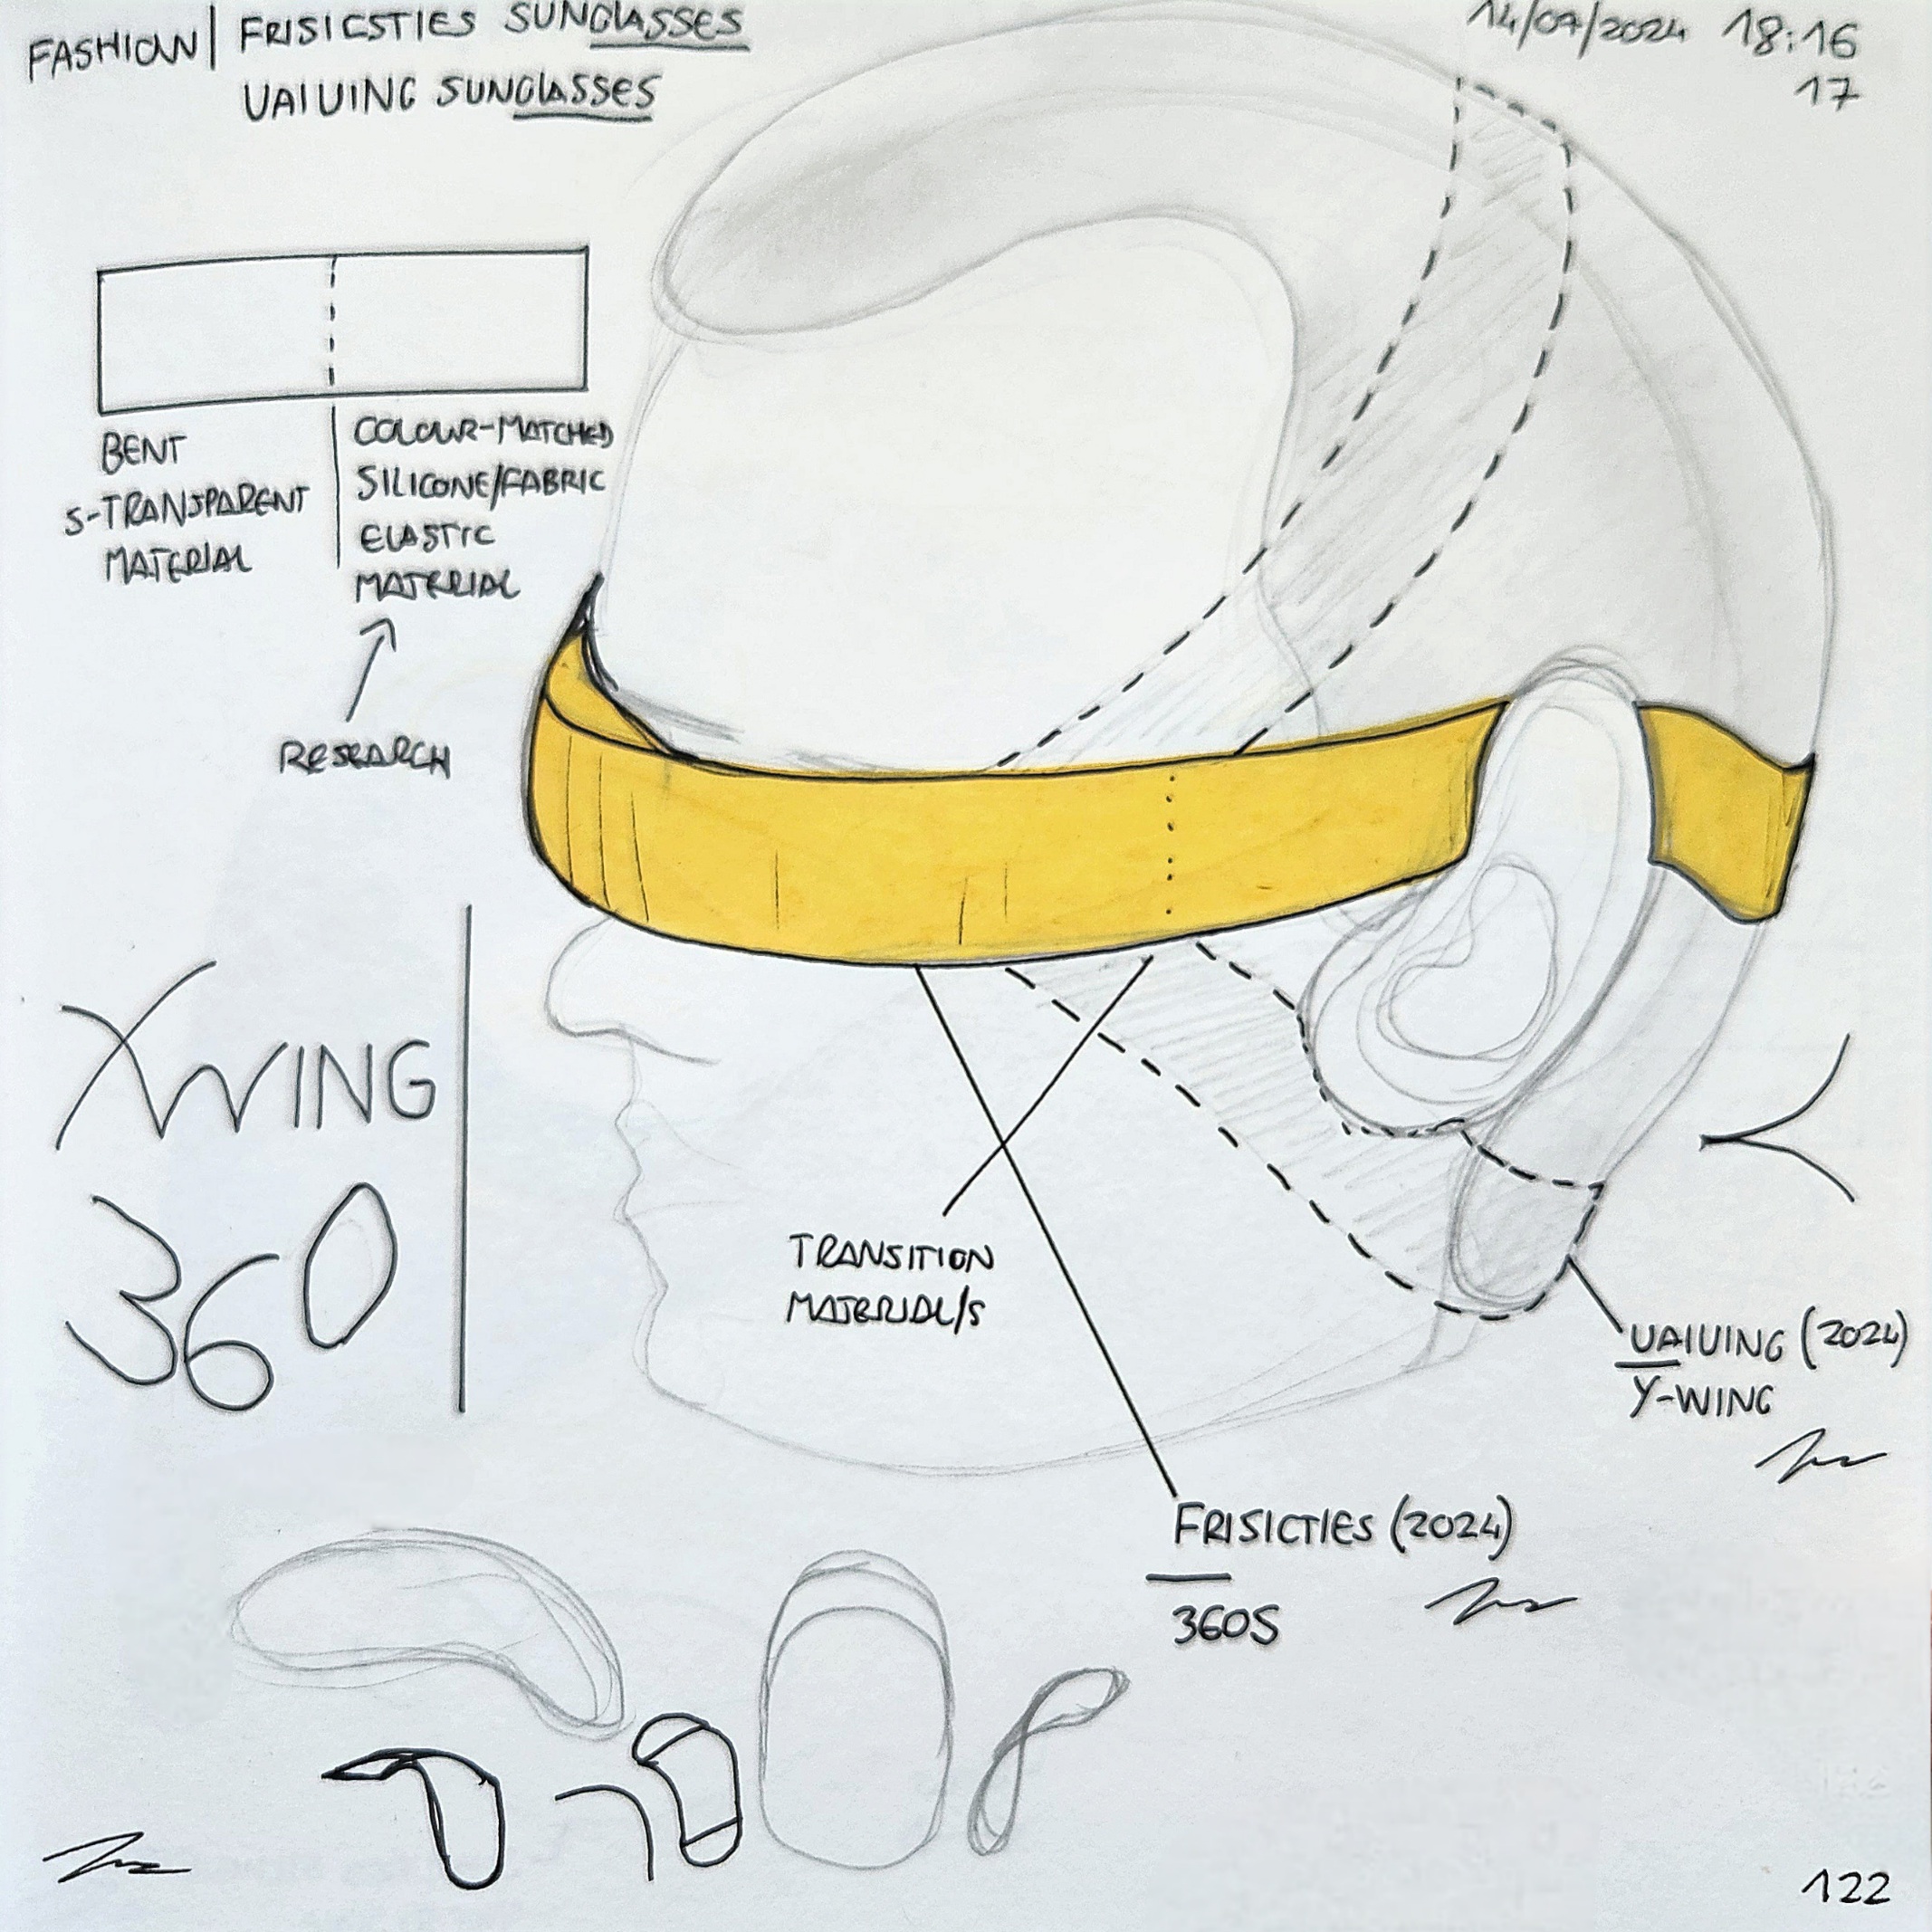 FASHION| FRISICSTIES SUNGLASSES
UAIUING SUNGLASSES
14/07/2024 18:16
17
BENT
S-TRANSPARENT
MATERIAL
COLOUR-MATCHED
SILICONE/FABRIC
ELASTIC
MATERIAL
RESEARCH
XWING
360
TRANSITION
MATERIAL/S
UAIUING (2024)
Y-WING
FRISICTIES (2024)
360S
122